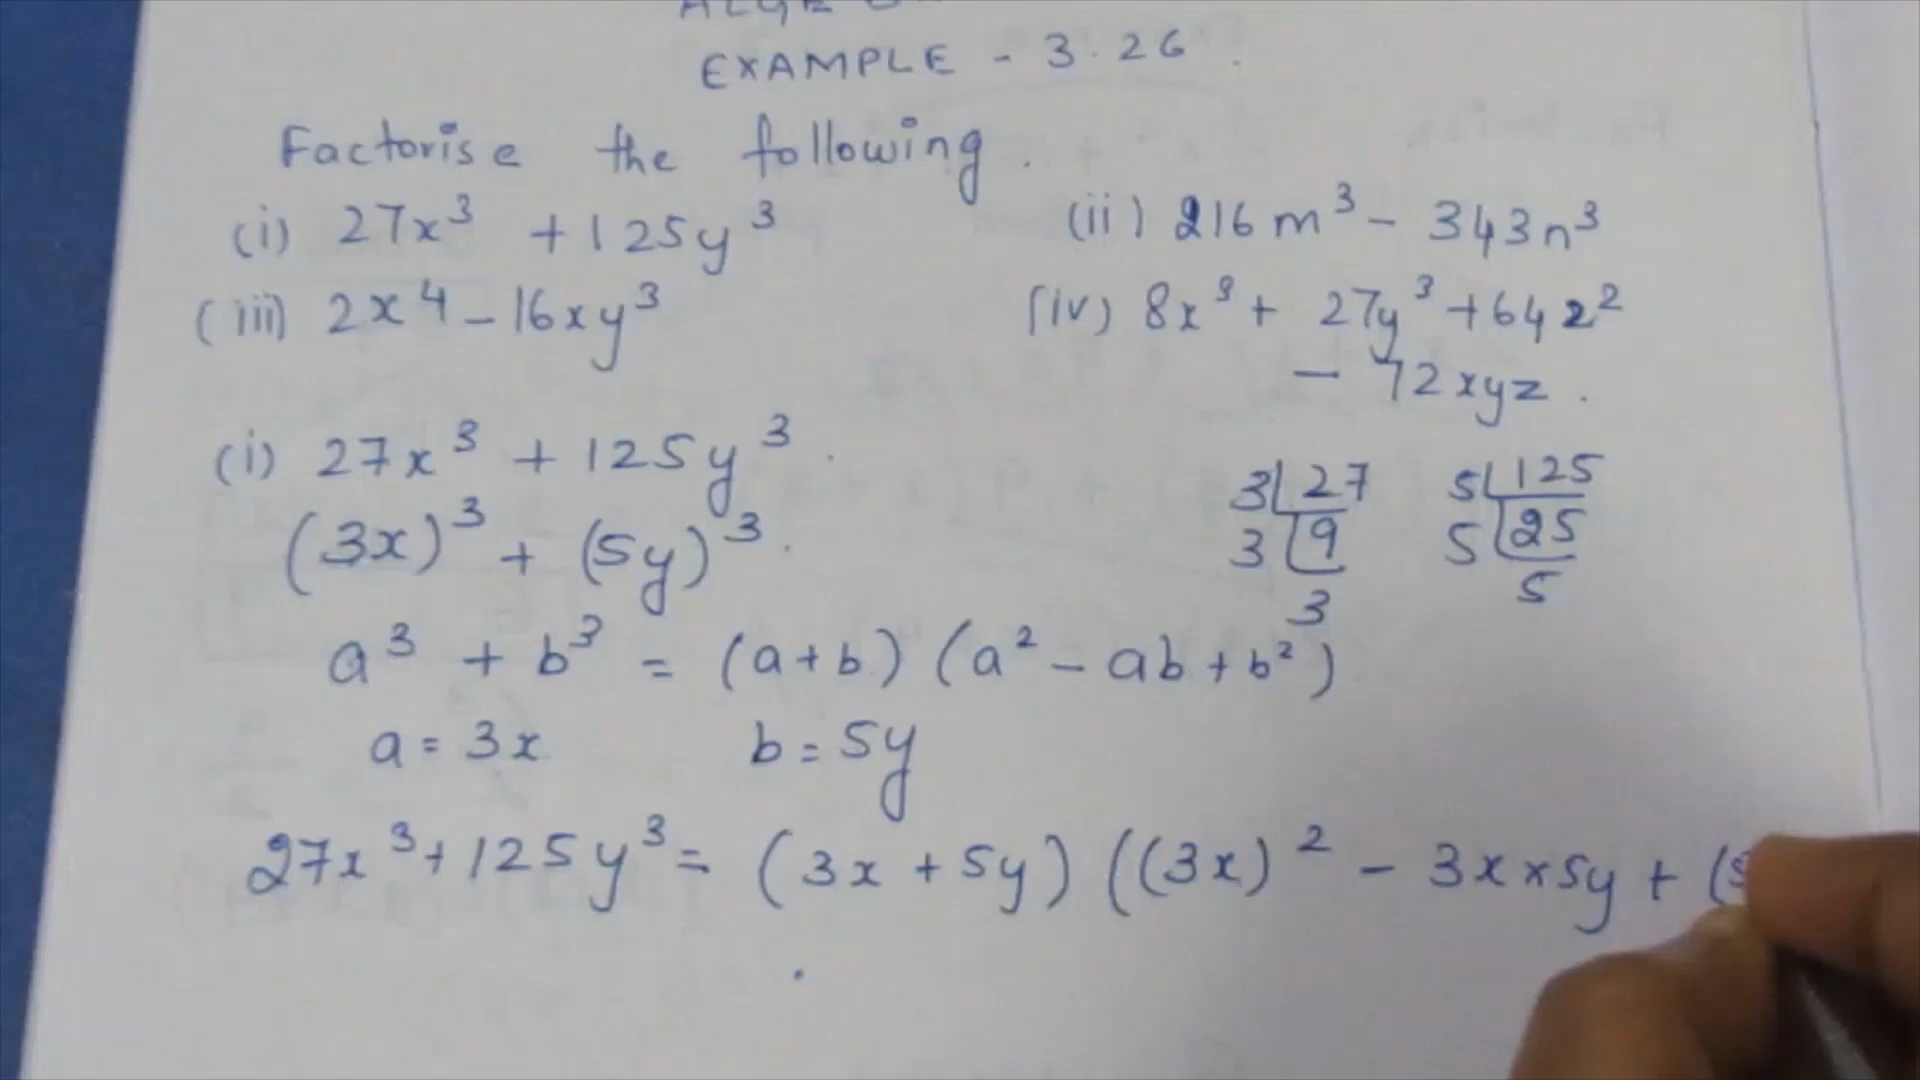 EXAMPLE - 3.26.
Factorise the following.
(i) 27x³ + 125y³ (ii) 216m³ - 343n³
(iii) 2x⁴ - 16xy³ (iv) 8x³ + 27y³ + 64z²
- 72xyz.
(i) 27x³ + 125y³. 3 27 5 125
(3x)³ + (5y)³. 3 9 5 25
3 5
a³ + b³ = (a+b) (a² - ab + b²)
a = 3x b = 5y
27x³ + 125y³ = (3x + 5y) ((3x)² - 3x × 5y + (